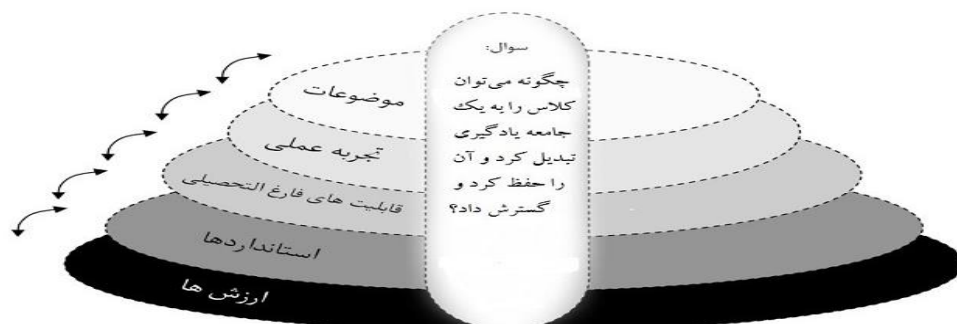 سوال:
چگونه می‌توان
کلاس را به یک
جامعه یادگیری
تبدیل کرد و آن
را حفظ کرد و
گسترش داد؟
موضوعات
تجربه عملی
قابلیت های فارغ التحصیلی
استانداردها
ارزش ها